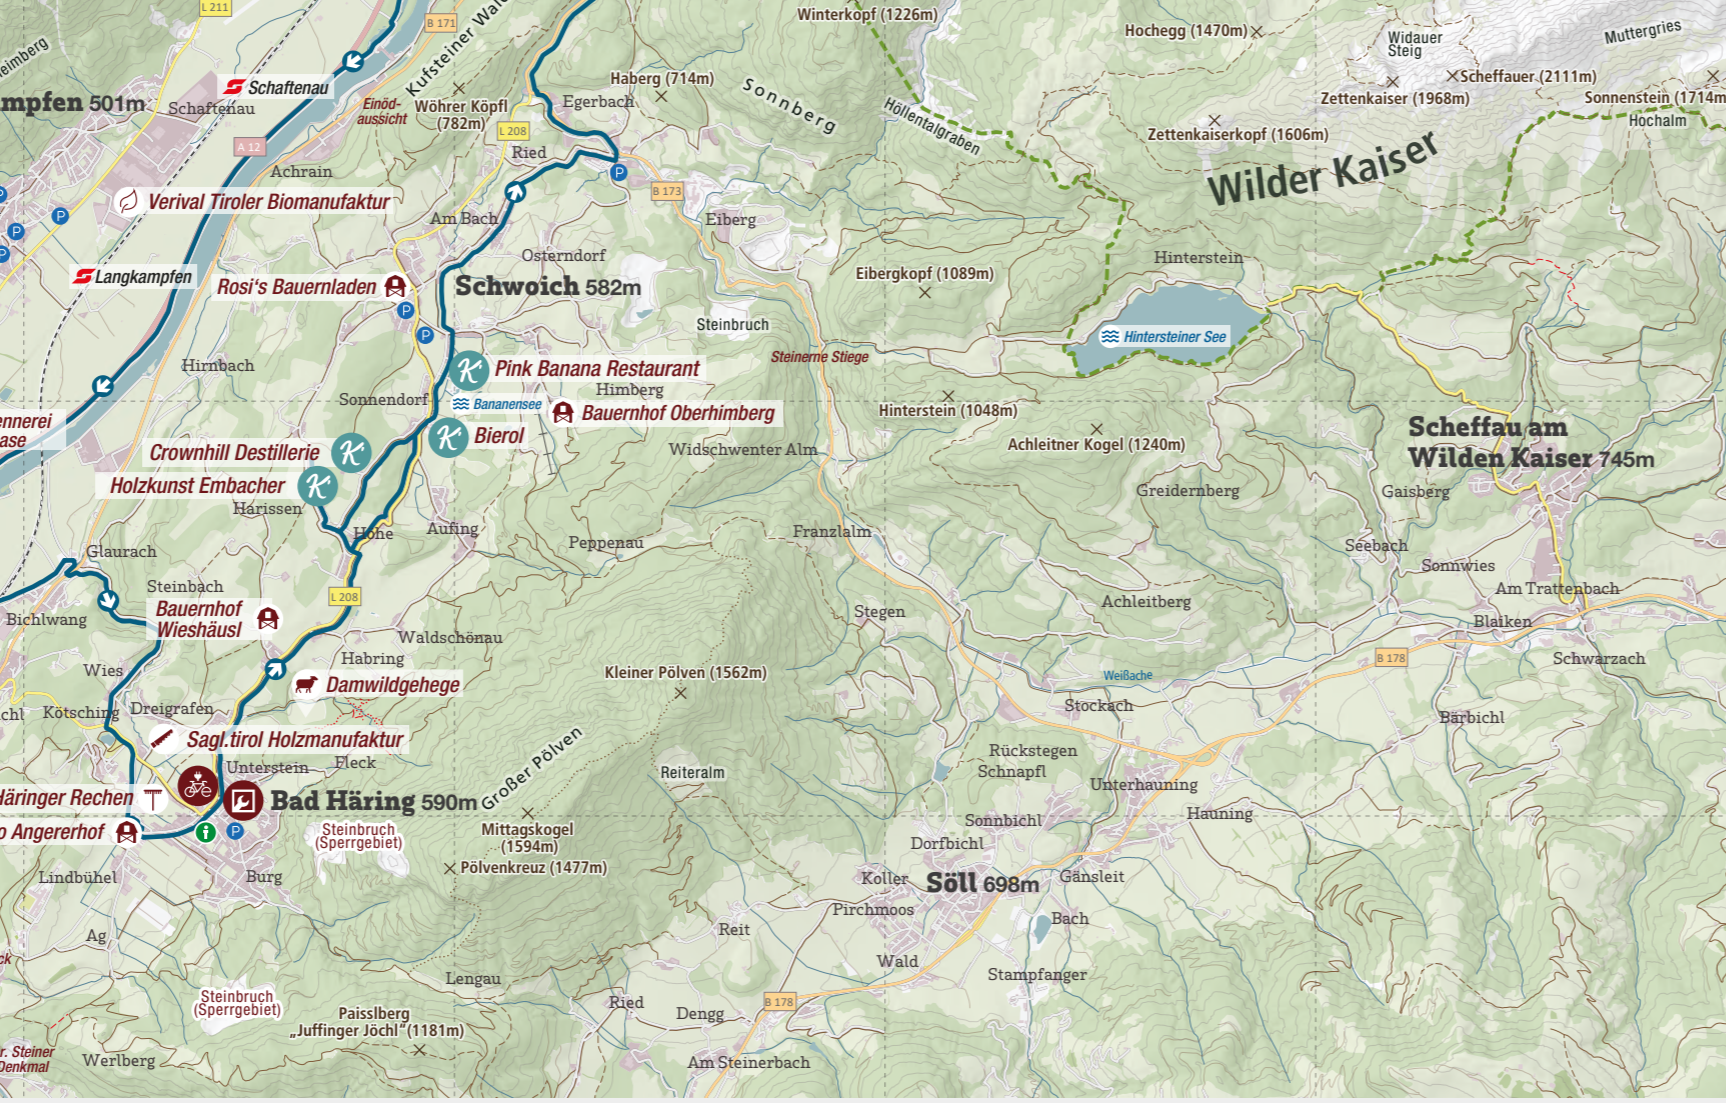 L 211
B 171
Kufsteiner Wald
Winterkopf (1226m)
Hochegg (1470m)
Widauer
Steig
Muttergries
Scheffauer (2111m)
Zettenkaiser (1968m)
Sonnenstein (1714m
Hochalm
Zettenkaiserkopf (1606m)
Wilder Kaiser
eimberg
mpfen 501m
Schaftenau
Schaftenau
Einöd-
aussicht
Wöhrer Köpfl
(782m)
Haberg (714m)
Egerbach
Sonnberg
Höllentalgraben
L 208
Ried
A 12
Achrain
P
B 173
Verival Tiroler Biomanufaktur
P
P
P
P
Am Bach
Eiberg
Osterndorf
Langkampfen
Rosi's Bauernladen
Schwoich 582m
P
P
Eibergkopf (1089m)
Hinterstein
Steinbruch
Hintersteiner See
Steinerne Stiege
Hirnbach
Pink Banana Restaurant
Himberg
Sonnendorf
Bananensee
Bauernhof Oberhimberg
Hinterstein (1048m)
Achleitner Kogel (1240m)
Scheffau am
Wilden Kaiser 745m
ennerei
ase
Bierol
Crownhill Destillerie
Widschwenter Alm
Holzkunst Embacher
Harissen
Greidernberg
Gaisberg
Höhe
Aufing
Peppenau
Franzlalm
Seebach
Sonnwies
Glaurach
Steinbach
L 208
Am Trattenbach
Bichlwang
Bauernhof
Wieshäusl
Stegen
Achleitberg
Blaiken
Waldschönau
Habring
B 178
Schwarzach
Wies
Kleiner Pölven (1562m)
Weißache
Damwildgehege
chl
Kötsching
Dreigrafen
Stockach
Bärbichl
Sagl.tirol Holzmanufaktur
Fleck
Großer Pölven
Rückstegen
Schnapfl
Unterstein
Reiteralm
Unterhauning
Häringer Rechen
Bad Häring 590m
Hauning
o Angererhof
P
Steinbruch
(Sperrgebiet)
Mittagskogel
(1594m)
Sonnbichl
Dorfbichl
Pölvenkreuz (1477m)
Lindbühel
Burg
Koller
Söll 698m
Gänsleit
Pirchmoos
Bach
Ag
Reit
Wald
Stampfanger
ck
Lengau
Steinbruch
(Sperrgebiet)
Paisslberg
„Juffinger Jöchl“(1181m)
Ried
Dengg
B 178
r. Steiner
Denkmal
Werlberg
Am Steinerbach